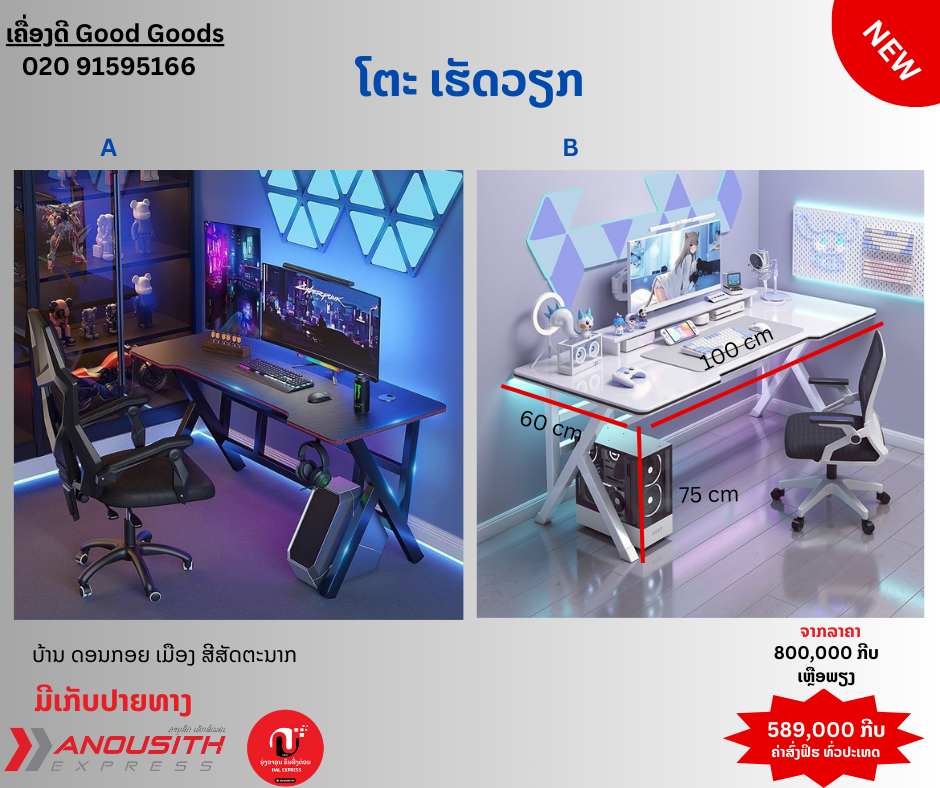 ເຄື່ອງດີ Good Goods
020 91595166
NEW
ໂຕະ ເຮັດວຽກ
A
B
CYBERPUNK
100 cm
60 cm
75 cm
ບ້ານ ດອນກອຍ ເມືອງ ສີສັດຕະນາກ
ມີເກັບປາຍທາງ
ANOUSITH
EXPRESS
HAL EXPRESS
ຈາກລາຄາ
800,000 ກີບ
ເຫຼືອພຽງ
589,000 ກີບ
ຄ່າສົ່ງຟຣີ ທົ່ວປະເທດ